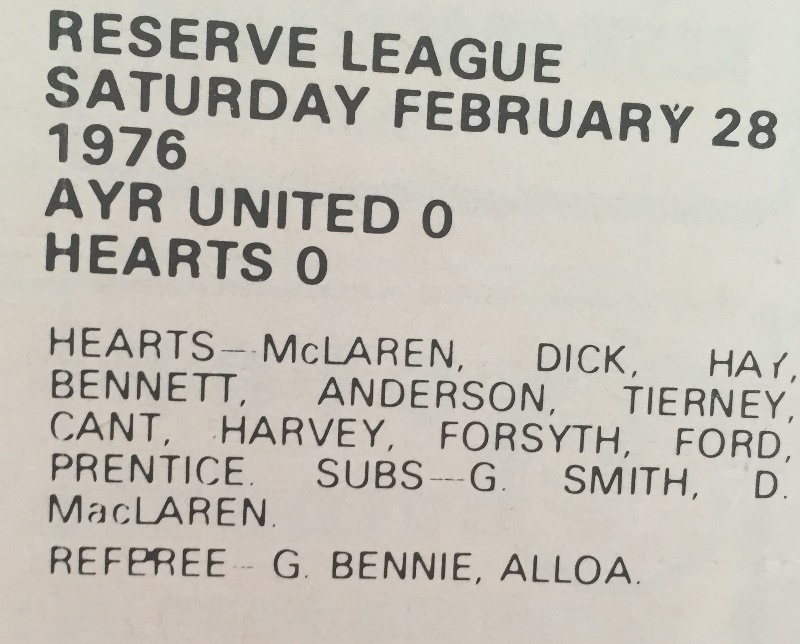 RESERVE LEAGUE
SATURDAY FEBRUARY 28
1976
AYR UNITED 0
HEARTS 0
HEARTS—McLAREN, DICK, HAY,
BENNETT, ANDERSON, TIERNEY,
CANT, HARVEY, FORSYTH, FORD,
PRENTICE. SUBS—G. SMITH, D.
MacLAREN.
REFEREE— G. BENNIE, ALLOA.